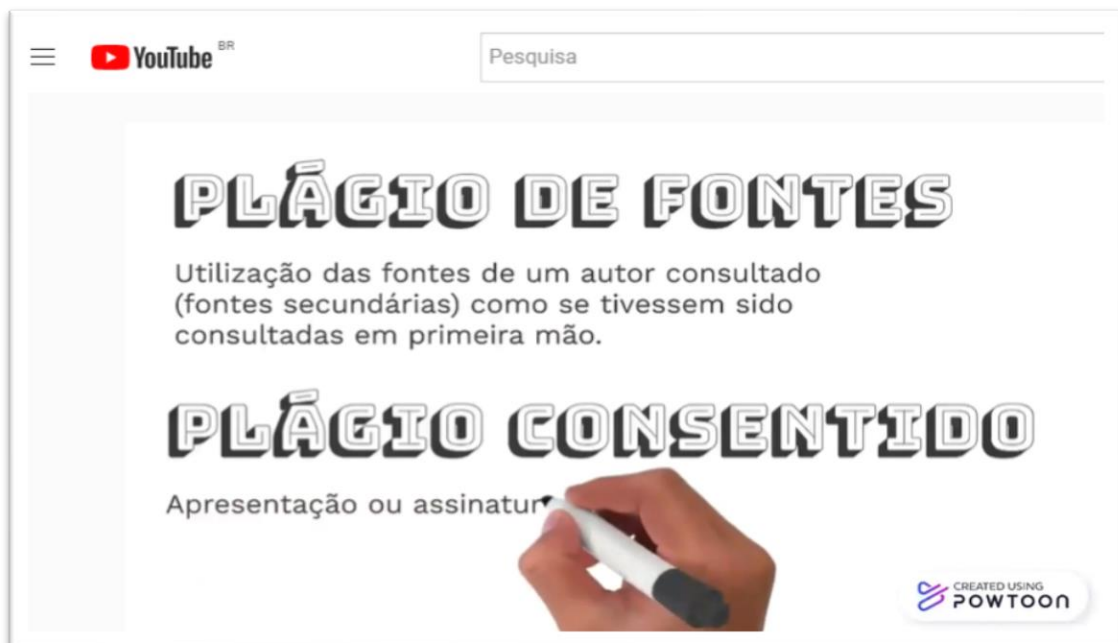 YouTube BR
Pesquisa
PLÁGIO DE FONTES
Utilização das fontes de um autor consultado
(fontes secundárias) como se tivessem sido
consultadas em primeira mão.
PLÁGIO CONSENTIDO
Apresentação ou assinatur
CREATED USING
POWTOON